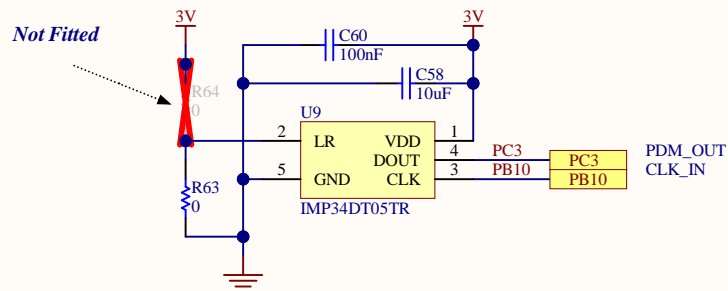 3V
3V
Not Fitted
C60
100nF
C58
10uF
R64
0
U9
2
LR
VDD
1
DOUT
4
PC3
PC3
PDM_OUT
5
GND
CLK
3
PB10
PB10
CLK_IN
R63
0
IMP34DT05TR